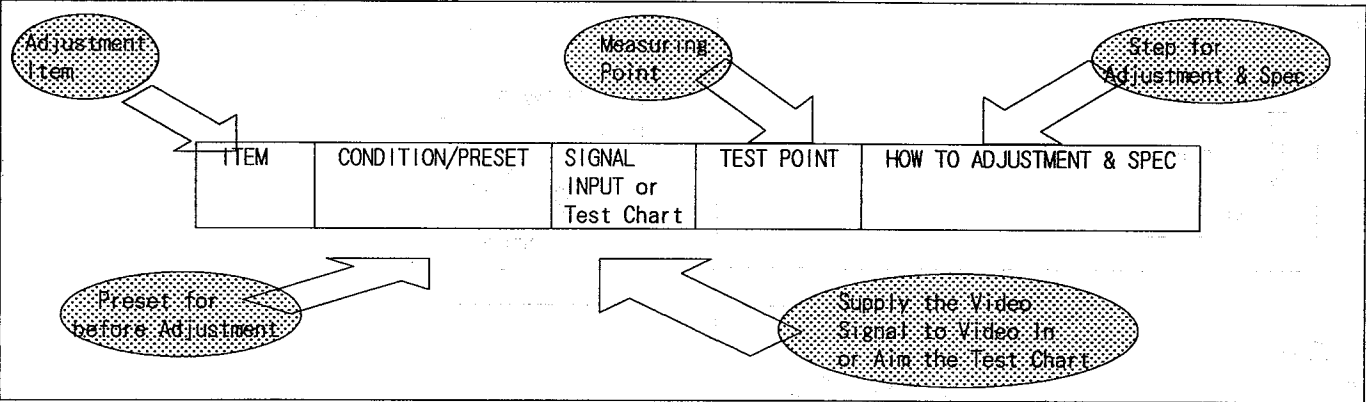 Adjustment
Item
Measuring
Point
Step for
Adjustment & Spec
ITEM
CONDITION/PRESET
SIGNAL
INPUT or
Test Chart
TEST POINT
HOW TO ADJUSTMENT & SPEC
Preset for
before Adjustment
Supply the Video
Signal to Video In
or Aim the Test Chart